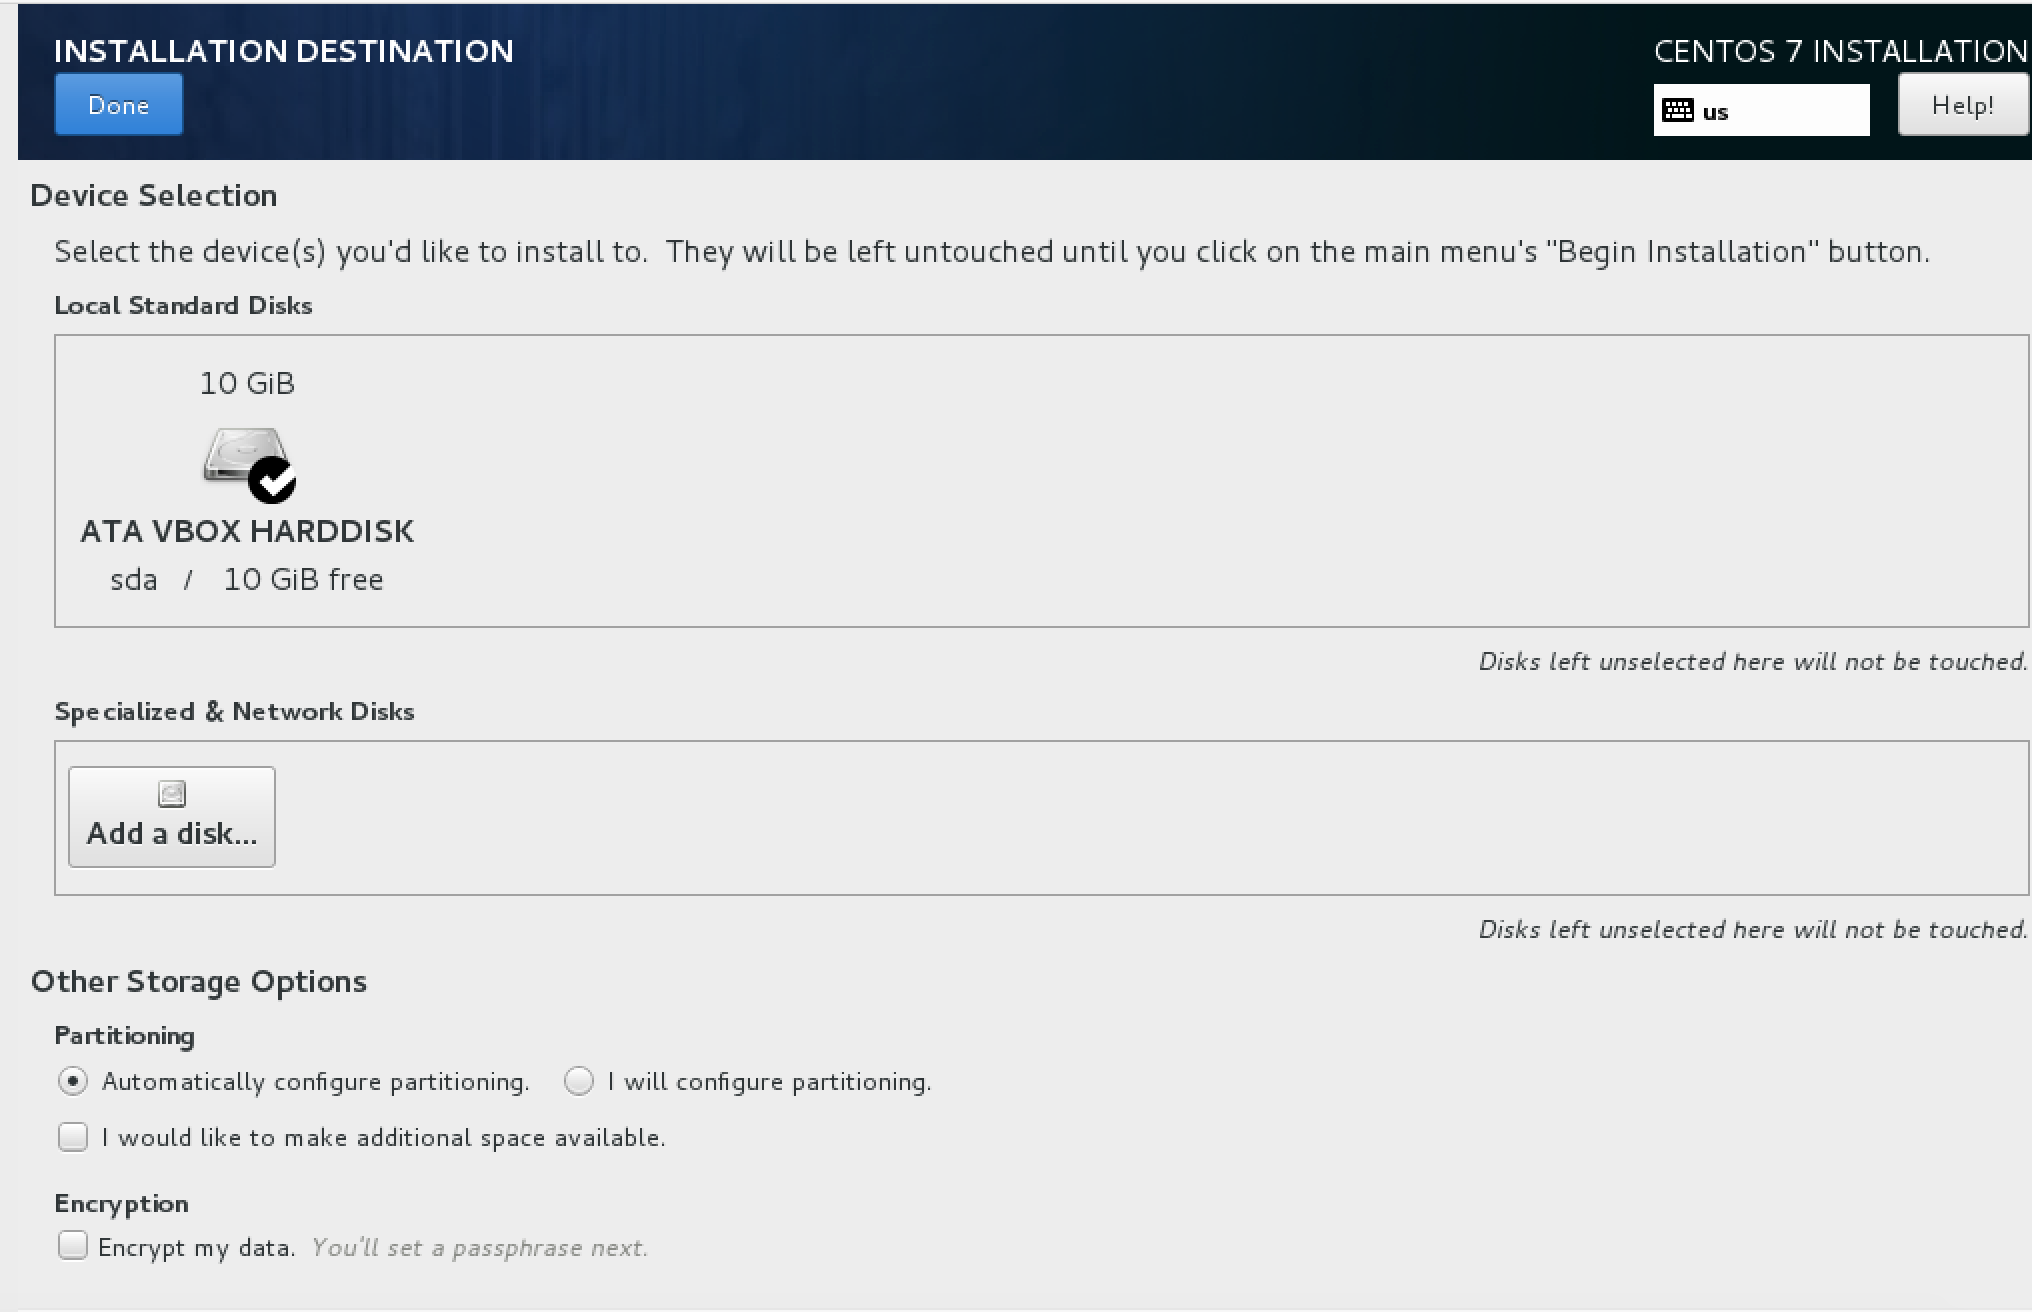 INSTALLATION DESTINATION
CENTOS 7 INSTALLATION
Done
us
Help!
Device Selection
Select the device(s) you'd like to install to.  They will be left untouched until you click on the main menu's "Begin Installation" button.
Local Standard Disks
10 GiB
ATA VBOX HARDDISK
sda / 10 GiB free
Disks left unselected here will not be touched.
Specialized & Network Disks
Add a disk...
Disks left unselected here will not be touched.
Other Storage Options
Partitioning
Automatically configure partitioning. I will configure partitioning.
I would like to make additional space available.
Encryption
Encrypt my data. You'll set a passphrase next.